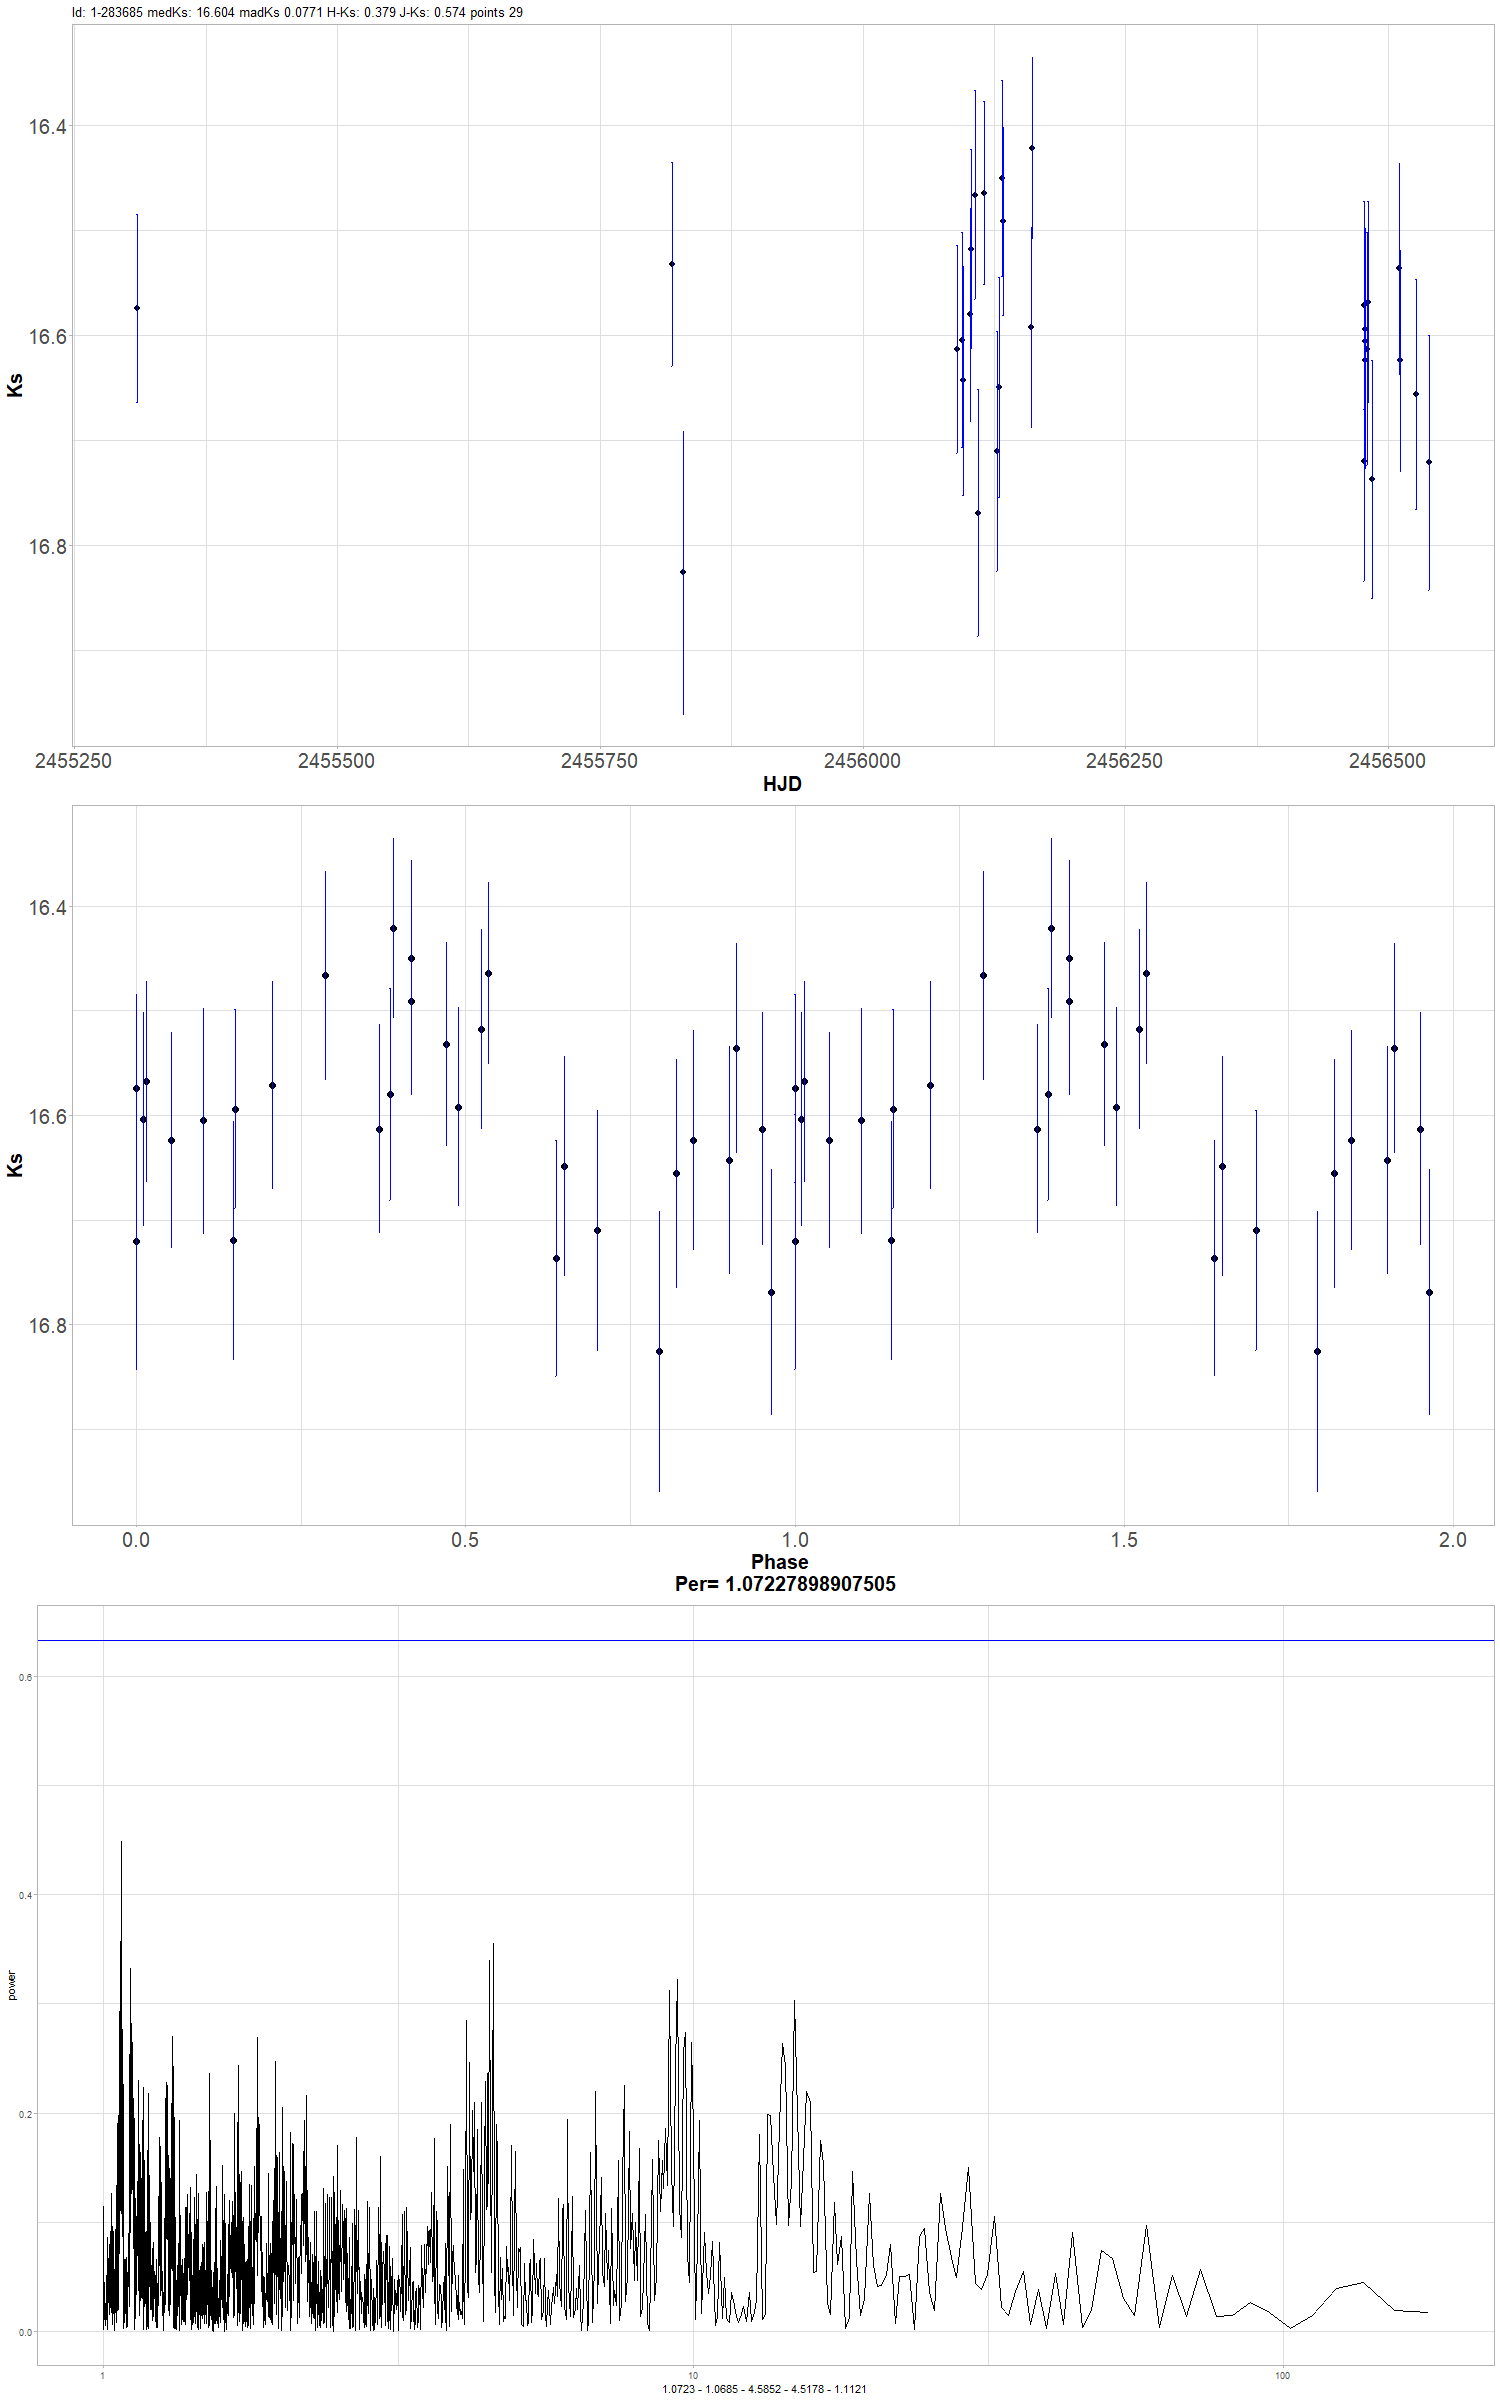 Id: 1-283685 medKs: 16.604 madKs 0.0771 H-Ks: 0.379 J-Ks: 0.574 points 29
16.4
16.6
16.8
Ks
2455250 2455500 2455750 2456000 2456250 2456500
HJD
16.4
16.6
16.8
Ks
0.0 0.5 1.0 1.5 2.0
Phase
Per= 1.07227898907505
0.6
0.4
0.2
0.0
power
1 10 100
1.0723 - 1.0685 - 4.5852 - 4.5178 - 1.1121